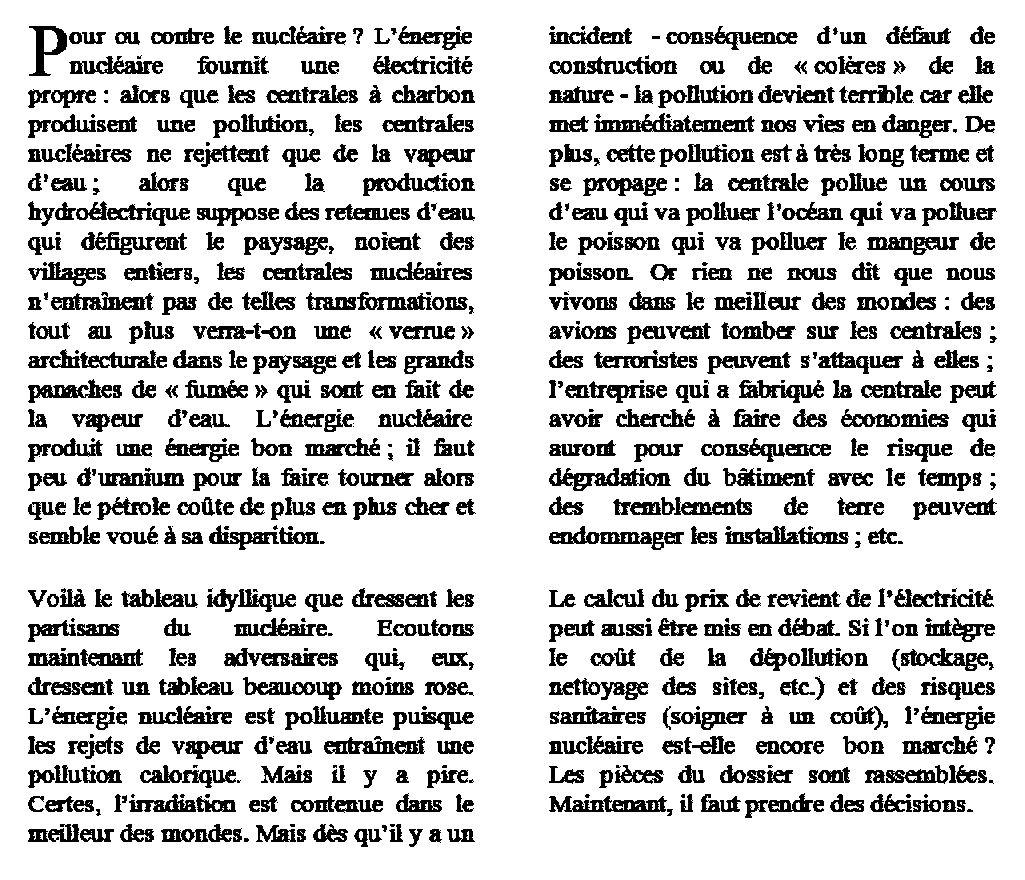 Pour ou contre le nucléaire ? L'énergie
nucléaire fournit une électricité
propre : alors que les centrales à charbon
produisent une pollution, les centrales
nucléaires ne rejettent que de la vapeur
d'eau ; alors que la production
hydroélectrique suppose des retenues d'eau
qui défigurent le paysage, noient des
villages entiers, les centrales nucléaires
n'entraînent pas de telles transformations,
tout au plus verra-t-on une « verrue »
architecturale dans le paysage et les grands
panaches de « fumée » qui sont en fait de
la vapeur d'eau. L'énergie nucléaire
produit une énergie bon marché ; il faut
peu d'uranium pour la faire tourner alors
que le pétrole coûte de plus en plus cher et
semble voué à sa disparition.

Voilà le tableau idyllique que dressent les
partisans du nucléaire. Ecoutons
maintenant les adversaires qui, eux,
dressent un tableau beaucoup moins rose.
L'énergie nucléaire est polluante puisque
les rejets de vapeur d'eau entraînent une
pollution calorique. Mais il y a pire.
Certes, l'irradiation est contenue dans le
meilleur des mondes. Mais dès qu'il y a un
incident - conséquence d'un défaut de
construction ou de « colères » de la
nature - la pollution devient terrible car elle
met immédiatement nos vies en danger. De
plus, cette pollution est à très long terme et
se propage : la centrale pollue un cours
d'eau qui va polluer l'océan qui va polluer
le poisson qui va polluer le mangeur de
poisson. Or rien ne nous dit que nous
vivons dans le meilleur des mondes : des
avions peuvent tomber sur les centrales ;
des terroristes peuvent s'attaquer à elles ;
l'entreprise qui a fabriqué la centrale peut
avoir cherché à faire des économies qui
auront pour conséquence le risque de
dégradation du bâtiment avec le temps ;
des tremblements de terre peuvent
endommager les installations ; etc.

Le calcul du prix de revient de l'électricité
peut aussi être mis en débat. Si l'on intègre
le coût de la dépollution (stockage,
nettoyage des sites, etc.) et des risques
sanitaires (soigner à un coût), l'énergie
nucléaire est-elle encore bon marché ?
Les pièces du dossier sont rassemblées.
Maintenant, il faut prendre des décisions.